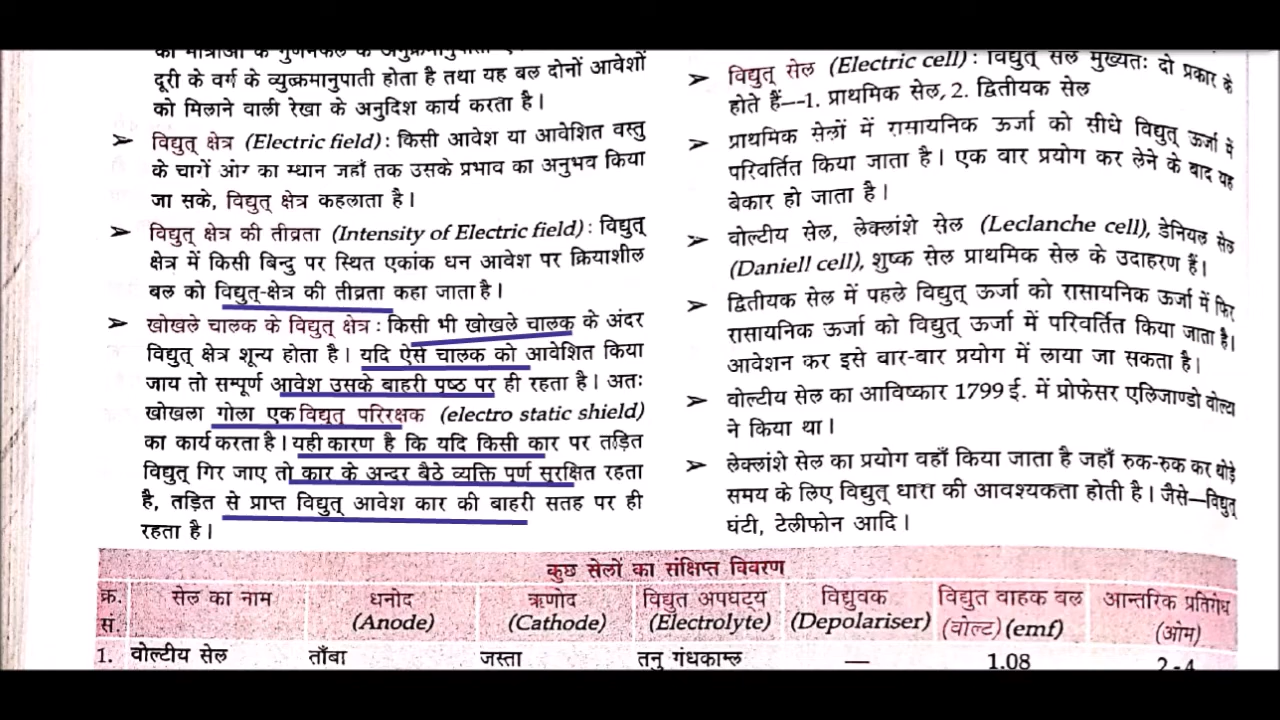 दूरी के वर्ग के व्युत्क्रमानुपाती होता है तथा यह बल दोनों आवेशों
को मिलाने वाली रेखा के अनुदिश कार्य करता है।
➤ विद्युत् क्षेत्र (Electric field) : किसी आवेश या आवेशित वस्तु
के चारों ओर का स्थान जहाँ तक उसके प्रभाव का अनुभव किया
जा सके, विद्युत् क्षेत्र कहलाता है।
➤ विद्युत् क्षेत्र की तीव्रता (Intensity of Electric field) : विद्युत्
क्षेत्र में किसी बिन्दु पर स्थित एकांक धन आवेश पर क्रियाशील
बल को विद्युत्-क्षेत्र की तीव्रता कहा जाता है।
➤ खोखले चालक के विद्युत् क्षेत्र : किसी भी खोखले चालक के अंदर
विद्युत् क्षेत्र शून्य होता है। यदि ऐसे चालक को आवेशित किया
जाय तो सम्पूर्ण आवेश उसके बाहरी पृष्ठ पर ही रहता है। अतः
खोखला गोला एक विद्युत् परिरक्षक (electro static shield)
का कार्य करता है। यही कारण है कि यदि किसी कार पर तड़ित
विद्युत् गिर जाए तो कार के अन्दर बैठे व्यक्ति पूर्ण सुरक्षित रहता
है, तड़ित से प्राप्त विद्युत् आवेश कार की बाहरी सतह पर ही
रहता है।
➤ विद्युत् सेल (Electric cell) : विद्युत् सेल मुख्यतः दो प्रकार के
होते हैं--1. प्राथमिक सेल, 2. द्वितीयक सेल
➤ प्राथमिक सेलों में रासायनिक ऊर्जा को सीधे विद्युत् ऊर्जा में
परिवर्तित किया जाता है। एक वार प्रयोग कर लेने के बाद यह
बेकार हो जाता है।
➤ वोल्टीय सेल, लेक्लांशे सेल (Leclanche cell), डेनियल सेल
(Daniell cell), शुष्क सेल प्राथमिक सेल के उदाहरण हैं।
➤ द्वितीयक सेल में पहले विद्युत् ऊर्जा को रासायनिक ऊर्जा में फिर
रासायनिक ऊर्जा को विद्युत् ऊर्जा में परिवर्तित किया जाता है।
आवेशन कर इसे बार-बार प्रयोग में लाया जा सकता है।
➤ वोल्टीय सेल का आविष्कार 1799 ई. में प्रोफेसर एलिजाण्डो वोल्टा
ने किया था।
➤ लेक्लांशे सेल का प्रयोग वहाँ किया जाता है जहाँ रुक-रुक कर थोड़े
समय के लिए विद्युत् धारा की आवश्यकता होती है। जैसे—विद्युत्
घंटी, टेलीफोन आदि।
कुछ सेलों का संक्षिप्त विवरण
क्र. सं सेल का नाम धनोद (Anode) ऋणोद (Cathode) विद्युत अपघट्य (Electrolyte) विद्युवक (Depolariser) विद्युत वाहक बल (वोल्ट) (emf) आन्तरिक प्रतिरोध (ओम)
1. वोल्टीय सेल ताँबा जस्ता तनु गंधकाम्ल — 1.08 2-4